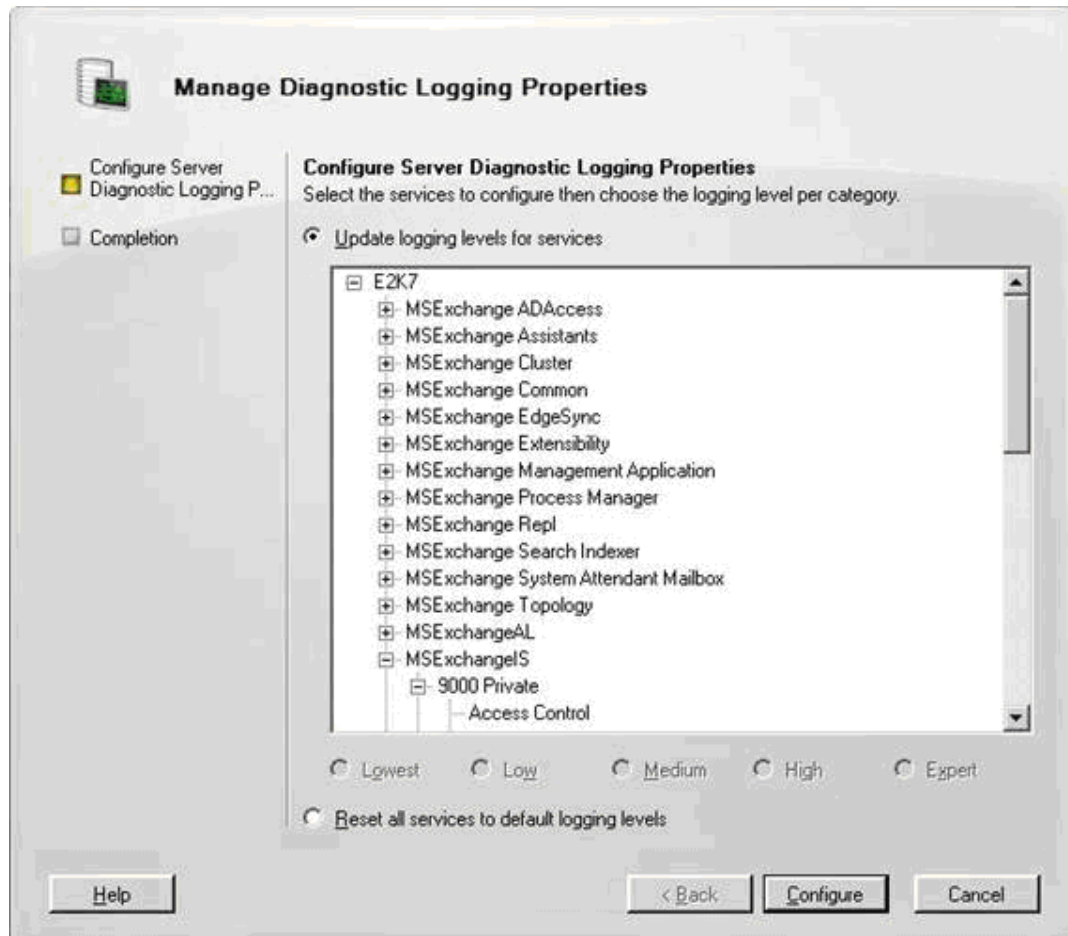 Manage Diagnostic Logging Properties
Configure Server
Diagnostic Logging P...
Completion
Configure Server Diagnostic Logging Properties
Select the services to configure then choose the logging level per category.
Update logging levels for services
E2K7
MSExchange ADAccess
MSExchange Assistants
MSExchange Cluster
MSExchange Common
MSExchange EdgeSync
MSExchange Extensibility
MSExchange Management Application
MSExchange Process Manager
MSExchange Repl
MSExchange Search Indexer
MSExchange System Attendant Mailbox
MSExchange Topology
MSExchangeAL
MSExchangeIS
9000 Private
Access Control
Lowest Low Medium High Expert
Reset all services to default logging levels
Help < Back Configure Cancel